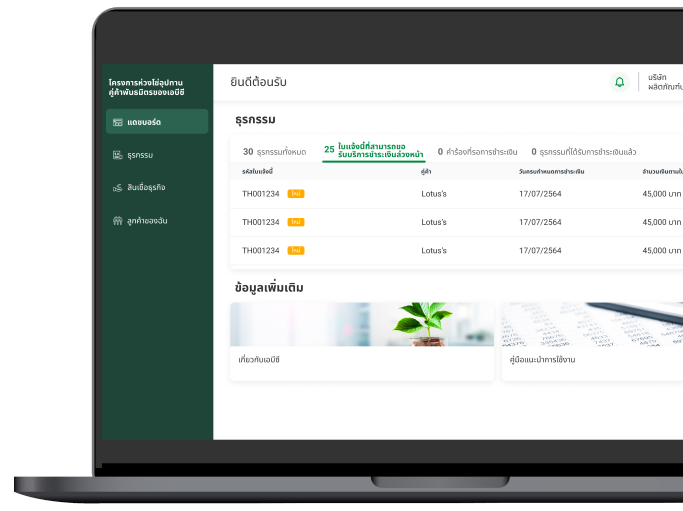 โครงการห่วงโซ่อุปทาน
คู่ค้าพันธมิตรของเอบีซี
แดชบอร์ด
ธุรกรรม
สินเชื่อธุรกิจ
ลูกค้าของฉัน
ยินดีต้อนรับ
บริษัท
ผลิตภัณฑ์
ธุรกรรม
30 ธุรกรรมทั้งหมด
25 ใบแจ้งหนี้ที่สามารถขอ
รับบริการชำระเงินล่วงหน้า
0 คำร้องที่รอการชำระเงิน
0 ธุรกรรมที่ได้รับการชำระเงินแล้ว
รหัสใบแจ้งหนี้ คู่ค้า วันครบกำหนดการชำระเงิน จำนวนเงินตามใบ
TH001234 ใหม่ Lotus's 17/07/2564 45,000 บาท
TH001234 ใหม่ Lotus's 17/07/2564 45,000 บาท
TH001234 ใหม่ Lotus's 17/07/2564 45,000 บาท
ข้อมูลเพิ่มเติม
เกี่ยวกับเอบีซี
คู่มือแนะนำการใช้งาน